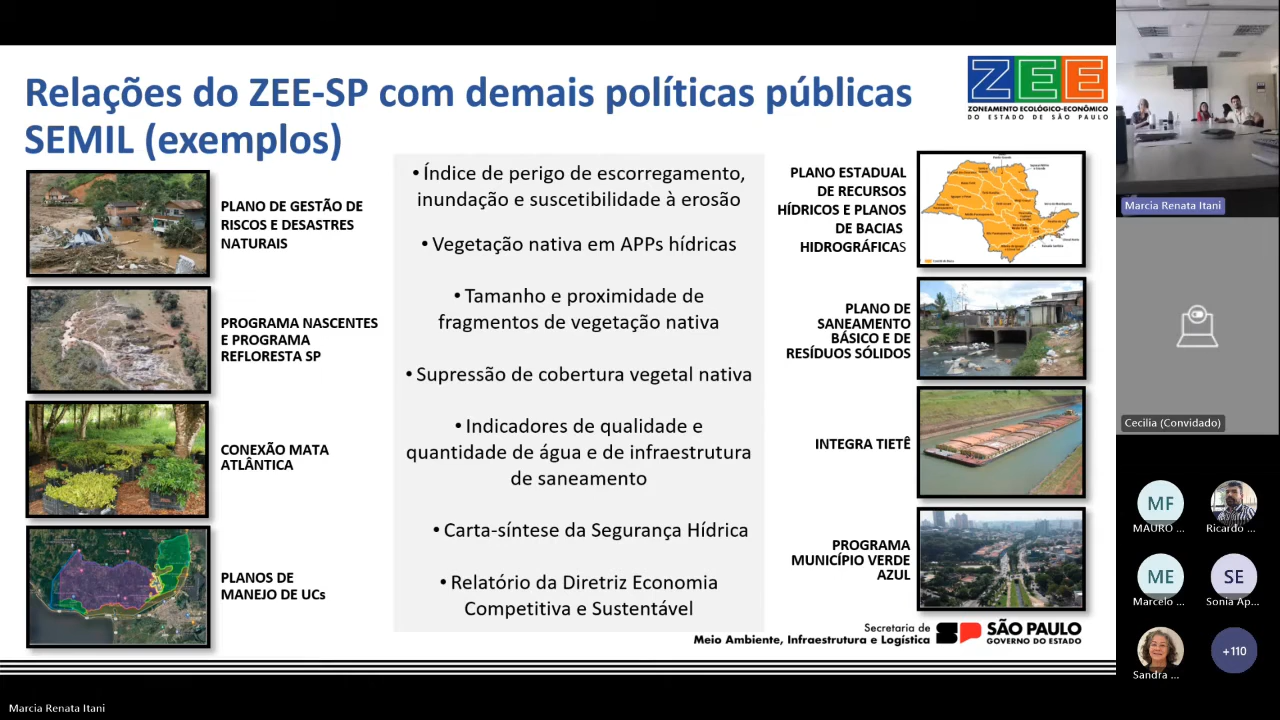 Relações do ZEE-SP com demais políticas públicas
SEMIL (exemplos)
ZEE
ZONEAMENTO ECOLÓGICO-ECONÔMICO
DO ESTADO DE SÃO PAULO
PLANO DE GESTÃO DE
RISCOS E DESASTRES
NATURAIS
PROGRAMA NASCENTES
E PROGRAMA
REFLORESTA SP
CONEXÃO MATA
ATLÂNTICA
PLANOS DE
MANEJO DE UCs
• Índice de perigo de escorregamento,
inundação e suscetibilidade à erosão
• Vegetação nativa em APPs hídricas
• Tamanho e proximidade de
fragmentos de vegetação nativa
• Supressão de cobertura vegetal nativa
• Indicadores de qualidade e
quantidade de água e de infraestrutura
de saneamento
• Carta-síntese da Segurança Hídrica
• Relatório da Diretriz Economia
Competitiva e Sustentável
PLANO ESTADUAL
DE RECURSOS
HÍDRICOS E PLANOS
DE BACIAS
HIDROGRÁFICAS
PLANO DE
SANEAMENTO
BÁSICO E DE
RESÍDUOS SÓLIDOS
INTEGRA TIETÊ
PROGRAMA
MUNICÍPIO VERDE
AZUL
Secretaria de
Meio Ambiente, Infraestrutura e Logística
SP
SÃO PAULO
GOVERNO DO ESTADO
Marcia Renata Itani
Cecilia (Convidado)
MF
MAURO ...
Ricardo ...
ME
Marcelo ...
SE
Sonia Ap...
Sandra ...
+110
Marcia Renata Itani